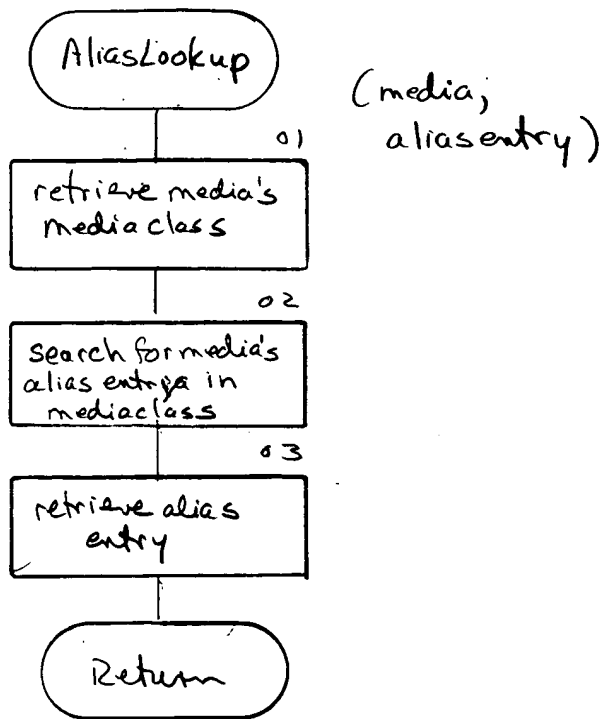 AliasLookup
(media;
aliasentry)
01
retrieve media's
mediaclass
02
search for media's
alias entry in
mediaclass
03
retrieve alias
entry
Return